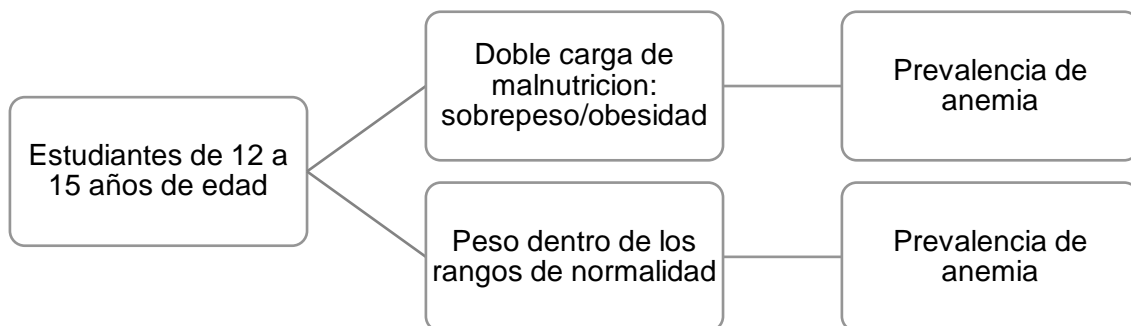 Estudiantes de 12 a
15 años de edad
Doble carga de
malnutricion:
sobrepeso/obesidad
Prevalencia de
anemia
Peso dentro de los
rangos de normalidad
Prevalencia de
anemia